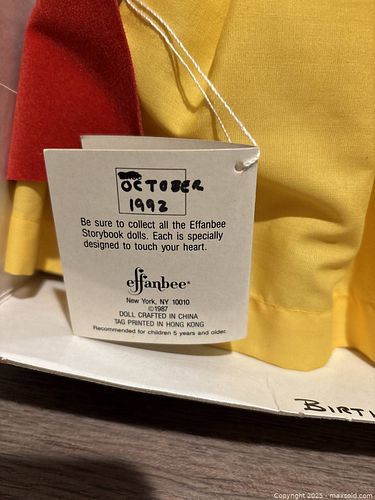 OCTOBER
1992
Be sure to collect all the Effanbee
Storybook dolls. Each is specially
designed to touch your heart.
effanbee®
New York, NY 10010
©1987
DOLL CRAFTED IN CHINA
TAG PRINTED IN HONG KONG
Recommended for children 5 years and older.
Copyright 2025 - maxsold.com